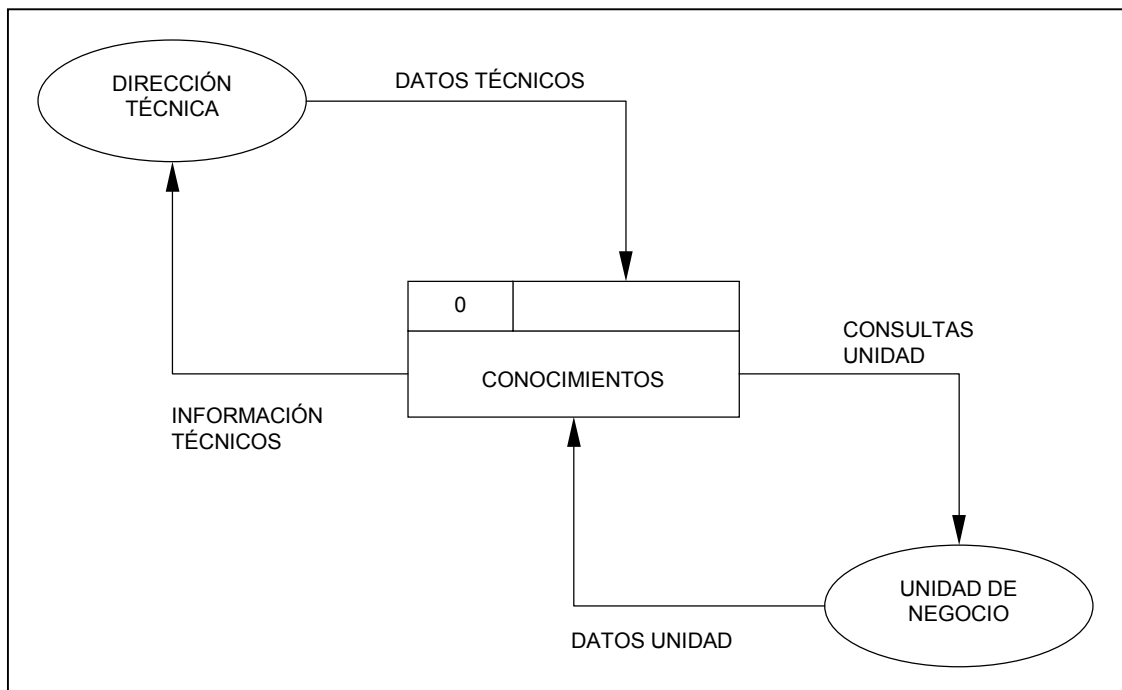 DIRECCIÓN
TÉCNICA
DATOS TÉCNICOS
0
CONSULTAS
UNIDAD
CONOCIMIENTOS
INFORMACIÓN
TÉCNICOS
UNIDAD DE
NEGOCIO
DATOS UNIDAD